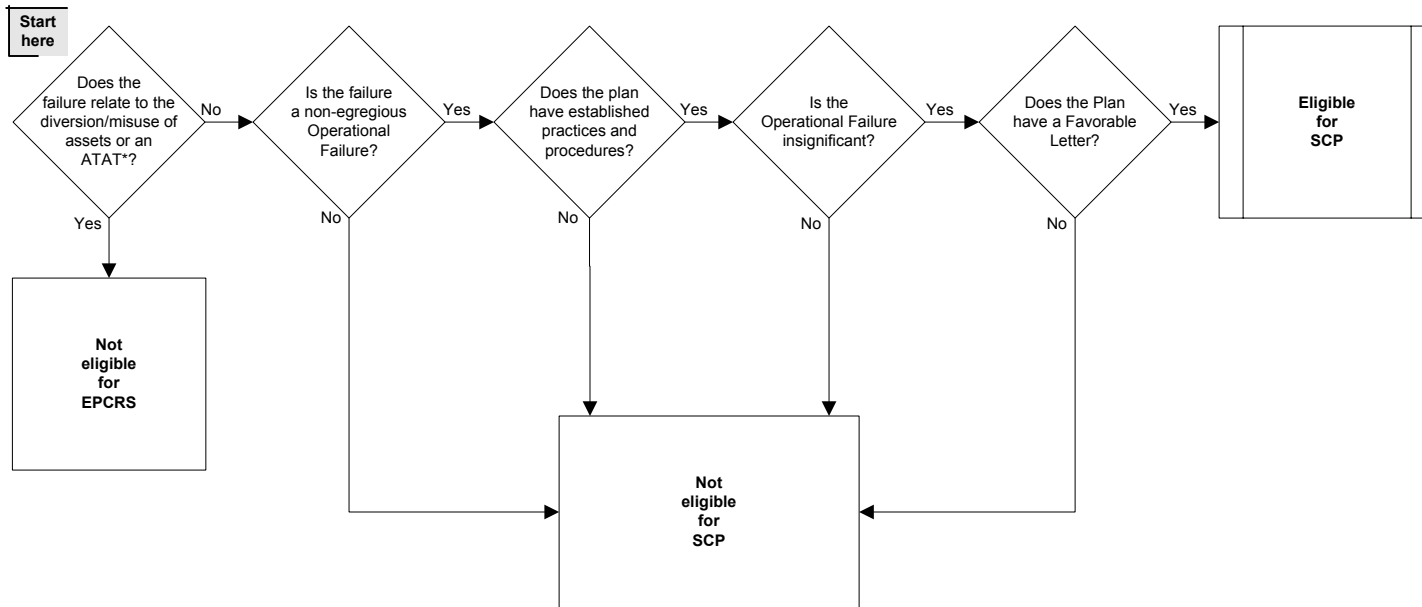 Start
here
Does the
failure relate to the
diversion/misuse of
assets or an
ATAT*?
No
Yes
Not
eligible
for
EPCRS
Is the failure
a non-egregious
Operational
Failure?
Yes
No
Does the plan
have established
practices and
procedures?
Yes
No
Is the
Operational Failure
insignificant?
Yes
No
Does the Plan
have a Favorable
Letter?
Yes
No
Eligible
for
SCP
Not
eligible
for
SCP